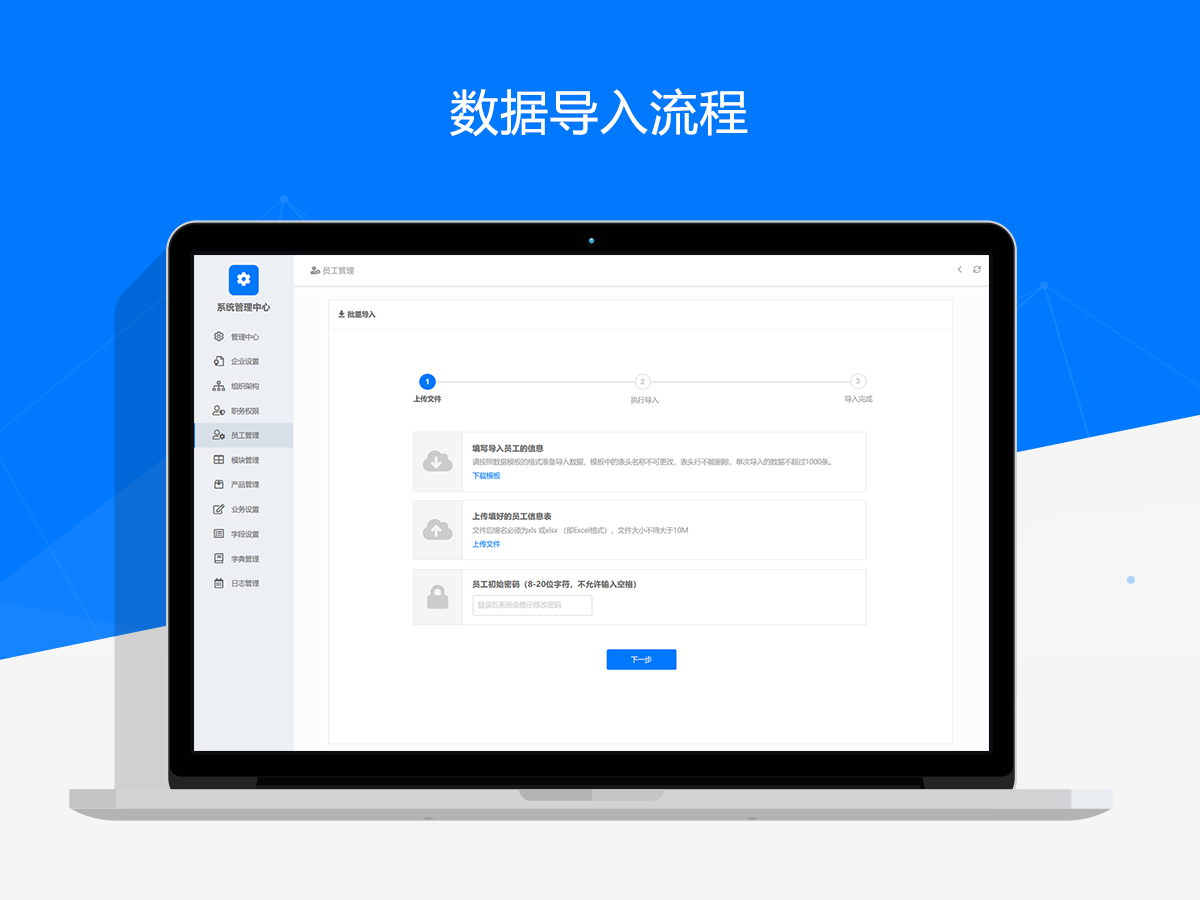 数据导入流程
系统管理中心
管理中心
企业设置
组织架构
职务权限
员工管理
模块管理
产品管理
业务设置
字段设置
字典管理
日志管理
员工管理
批量导入
1
2
3
上传文件
执行导入
导入完成
填写导入员工的信息
请按照数据模板的格式准备导入数据，模板中的表头名称不可更改，表头行不能删除，单次导入的数据不超过1000条。
下载模板
上传填好的员工信息表
文件后缀名必须为xls 或xlsx （即Excel格式），文件大小不得大于10M
上传文件
员工初始密码（8-20位字符，不允许输入空格）
登录后系统会提示修改密码
下一步